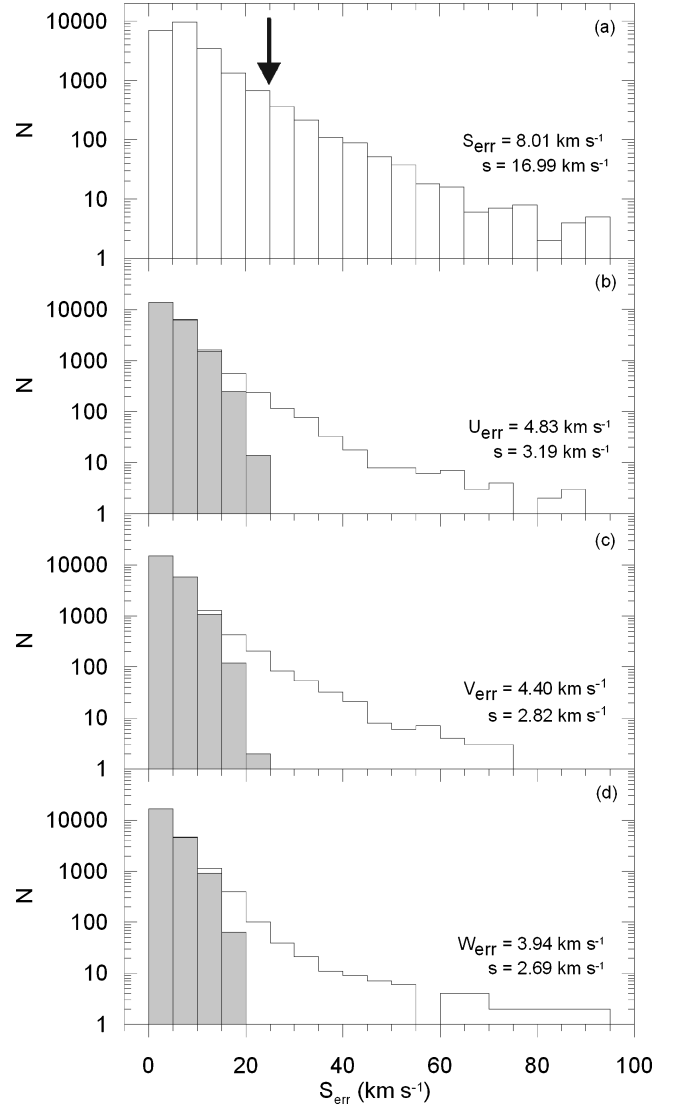 (a)
10000
1000
100
10
1
N
S_err = 8.01 km s⁻¹
s = 16.99 km s⁻¹
(b)
10000
1000
100
10
1
N
U_err = 4.83 km s⁻¹
s = 3.19 km s⁻¹
(c)
10000
1000
100
10
1
N
V_err = 4.40 km s⁻¹
s = 2.82 km s⁻¹
(d)
10000
1000
100
10
1
N
W_err = 3.94 km s⁻¹
s = 2.69 km s⁻¹
0 20 40 60 80 100
S_err (km s⁻¹)